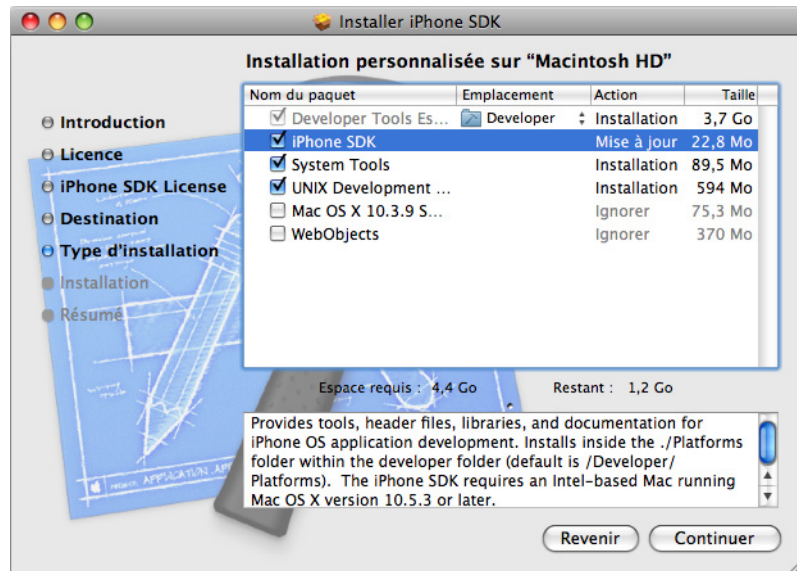 Installer iPhone SDK
Installation personnalisée sur “Macintosh HD”
Introduction
Licence
iPhone SDK License
Destination
Type d'installation
Installation
Résumé
Nom du paquet Emplacement Action Taille
Developer Tools Es... Developer Installation 3,7 Go
iPhone SDK Mise à jour 22,8 Mo
System Tools Installation 89,5 Mo
UNIX Development ... Installation 594 Mo
Mac OS X 10.3.9 S... Ignorer 75,3 Mo
WebObjects Ignorer 370 Mo
Espace requis : 4,4 Go Restant : 1,2 Go
Provides tools, header files, libraries, and documentation for
iPhone OS application development. Installs inside the ./Platforms
folder within the developer folder (default is /Developer/
Platforms). The iPhone SDK requires an Intel-based Mac running
Mac OS X version 10.5.3 or later.
Revenir Continuer